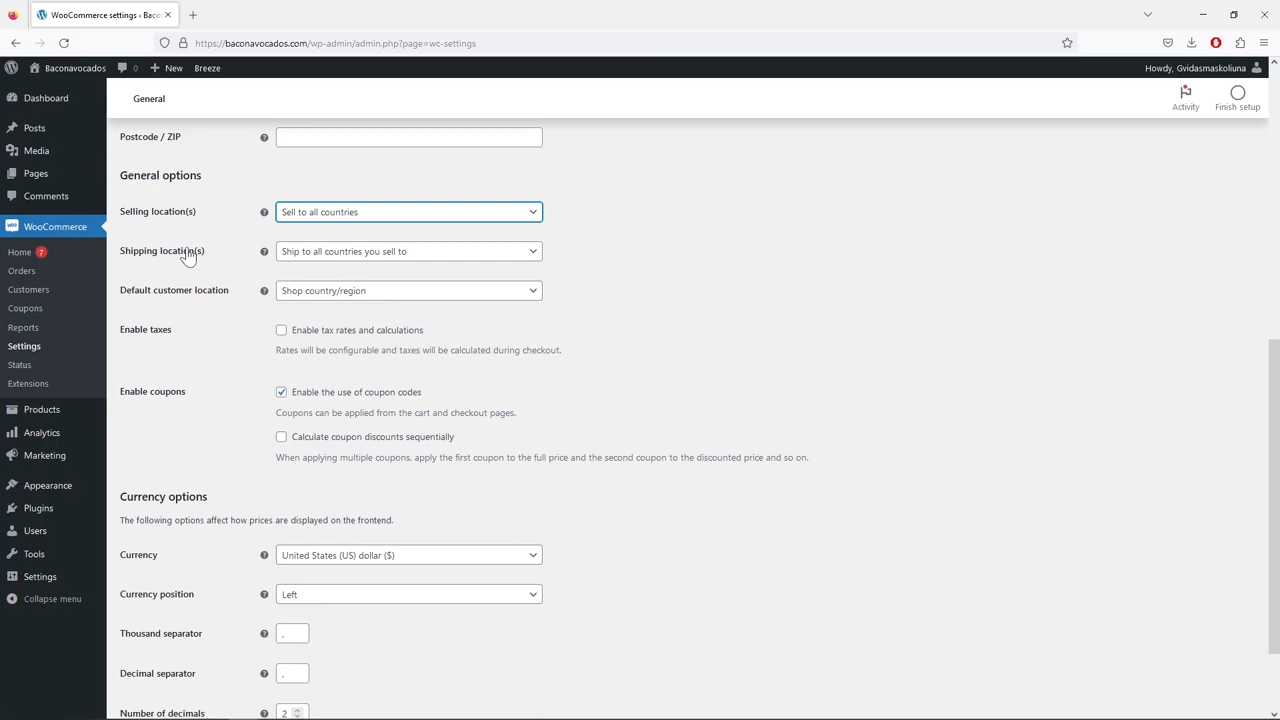 WooCommerce settings ‹ Baco
https://baconavocados.com/wp-admin/admin.php?page=wc-settings
Baconavocados
0
New
Breeze
Howdy, Gvidasmaskoliuna
Dashboard
Posts
Media
Pages
Comments
WooCommerce
Home 7
Orders
Customers
Coupons
Reports
Settings
Status
Extensions
Products
Analytics
Marketing
Appearance
Plugins
Users
Tools
Settings
Collapse menu
General
Activity
Finish setup
Postcode / ZIP
General options
Selling location(s)
Sell to all countries
Shipping location(s)
Ship to all countries you sell to
Default customer location
Shop country/region
Enable taxes
Enable tax rates and calculations
Rates will be configurable and taxes will be calculated during checkout.
Enable coupons
Enable the use of coupon codes
Coupons can be applied from the cart and checkout pages.
Calculate coupon discounts sequentially
When applying multiple coupons, apply the first coupon to the full price and the second coupon to the discounted price and so on.
Currency options
The following options affect how prices are displayed on the frontend.
Currency
United States (US) dollar ($)
Currency position
Left
Thousand separator
,
Decimal separator
.
Number of decimals
2